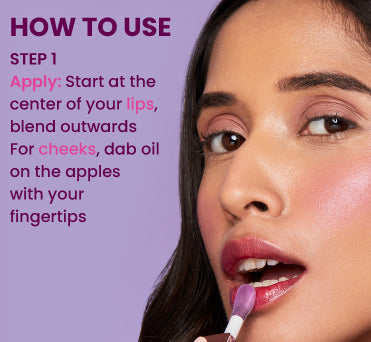 HOW TO USE
STEP 1
Apply: Start at the
center of your lips,
blend outwards
For cheeks, dab oil
on the apples
with your
fingertips